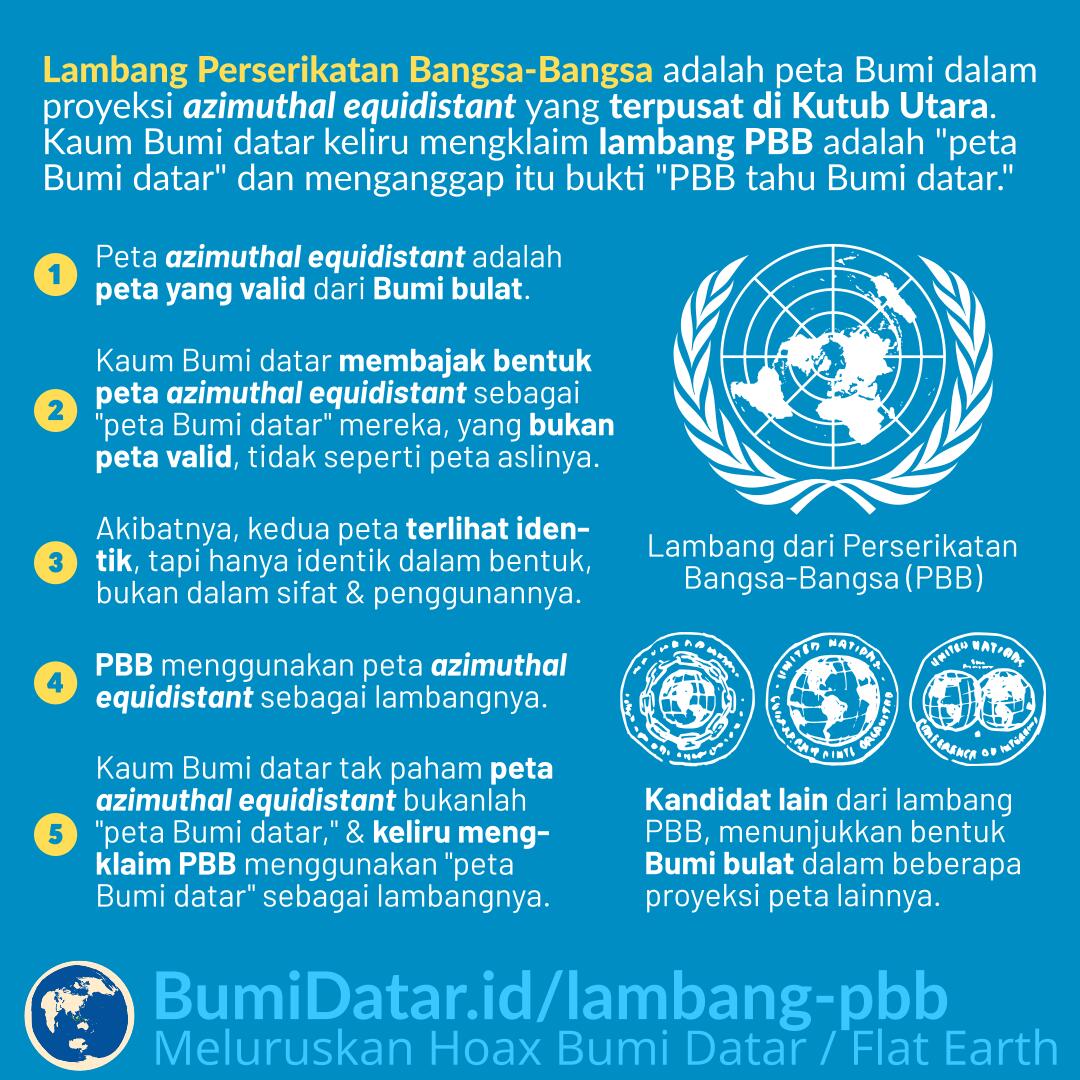 Lambang Perserikatan Bangsa-Bangsa adalah peta Bumi dalam
proyeksi azimuthal equidistant yang terpusat di Kutub Utara.
Kaum Bumi datar keliru mengklaim lambang PBB adalah "peta
Bumi datar" dan menganggap itu bukti "PBB tahu Bumi datar."
1
Peta azimuthal equidistant adalah
peta yang valid dari Bumi bulat.
2
Kaum Bumi datar membajak bentuk
peta azimuthal equidistant sebagai
"peta Bumi datar" mereka, yang bukan
peta valid, tidak seperti peta aslinya.
3
Akibatnya, kedua peta terlihat iden-
tik, tapi hanya identik dalam bentuk,
bukan dalam sifat & penggunannya.
4
PBB menggunakan peta azimuthal
equidistant sebagai lambangnya.
5
Kaum Bumi datar tak paham peta
azimuthal equidistant bukanlah
"peta Bumi datar," & keliru meng-
klaim PBB menggunakan "peta
Bumi datar" sebagai lambangnya.
Lambang dari Perserikatan
Bangsa-Bangsa (PBB)
UNITED NATIONS
UNITED NATIONS
Kandidat lain dari lambang
PBB, menunjukkan bentuk
Bumi bulat dalam beberapa
proyeksi peta lainnya.
BumiDatar.id/lambang-pbb
Meluruskan Hoax Bumi Datar / Flat Earth